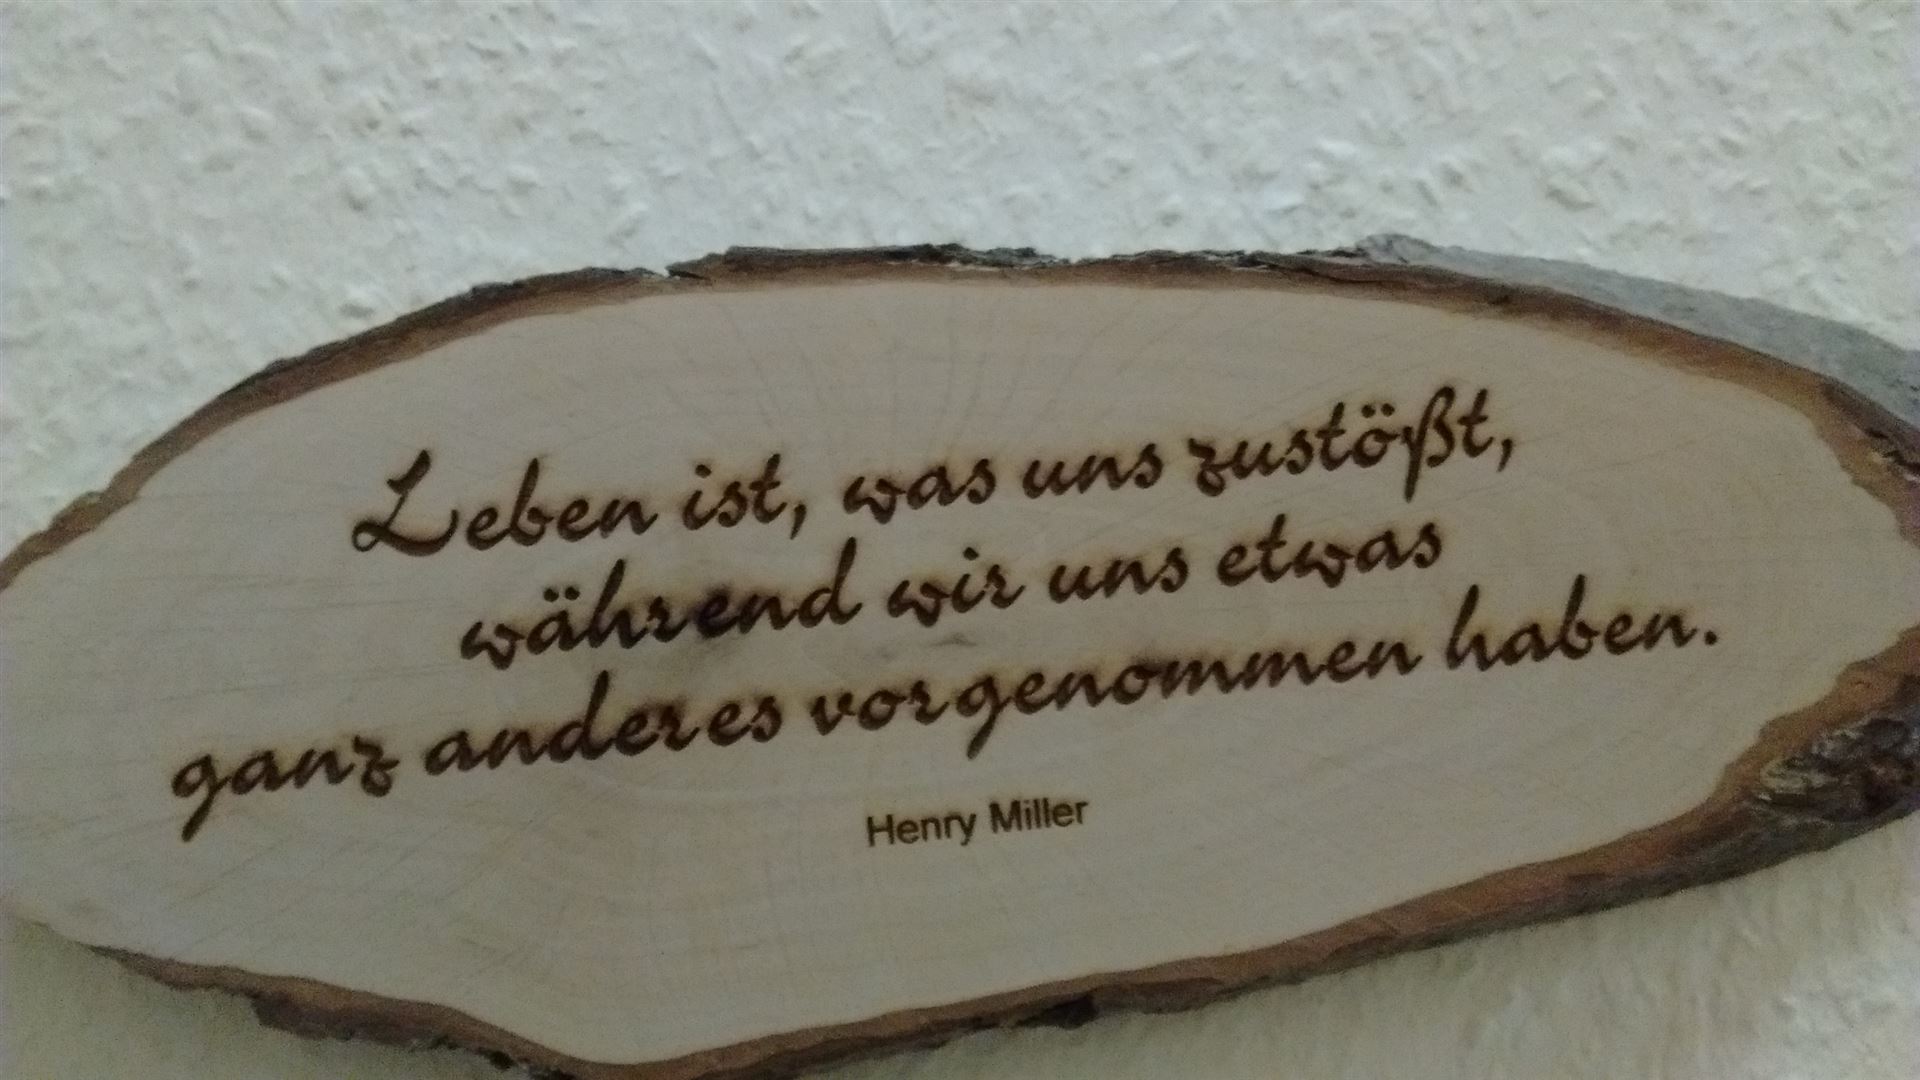 Leben ist, was uns zustößt,
während wir uns etwas
ganz anderes vorgenommen haben.
Henry Miller